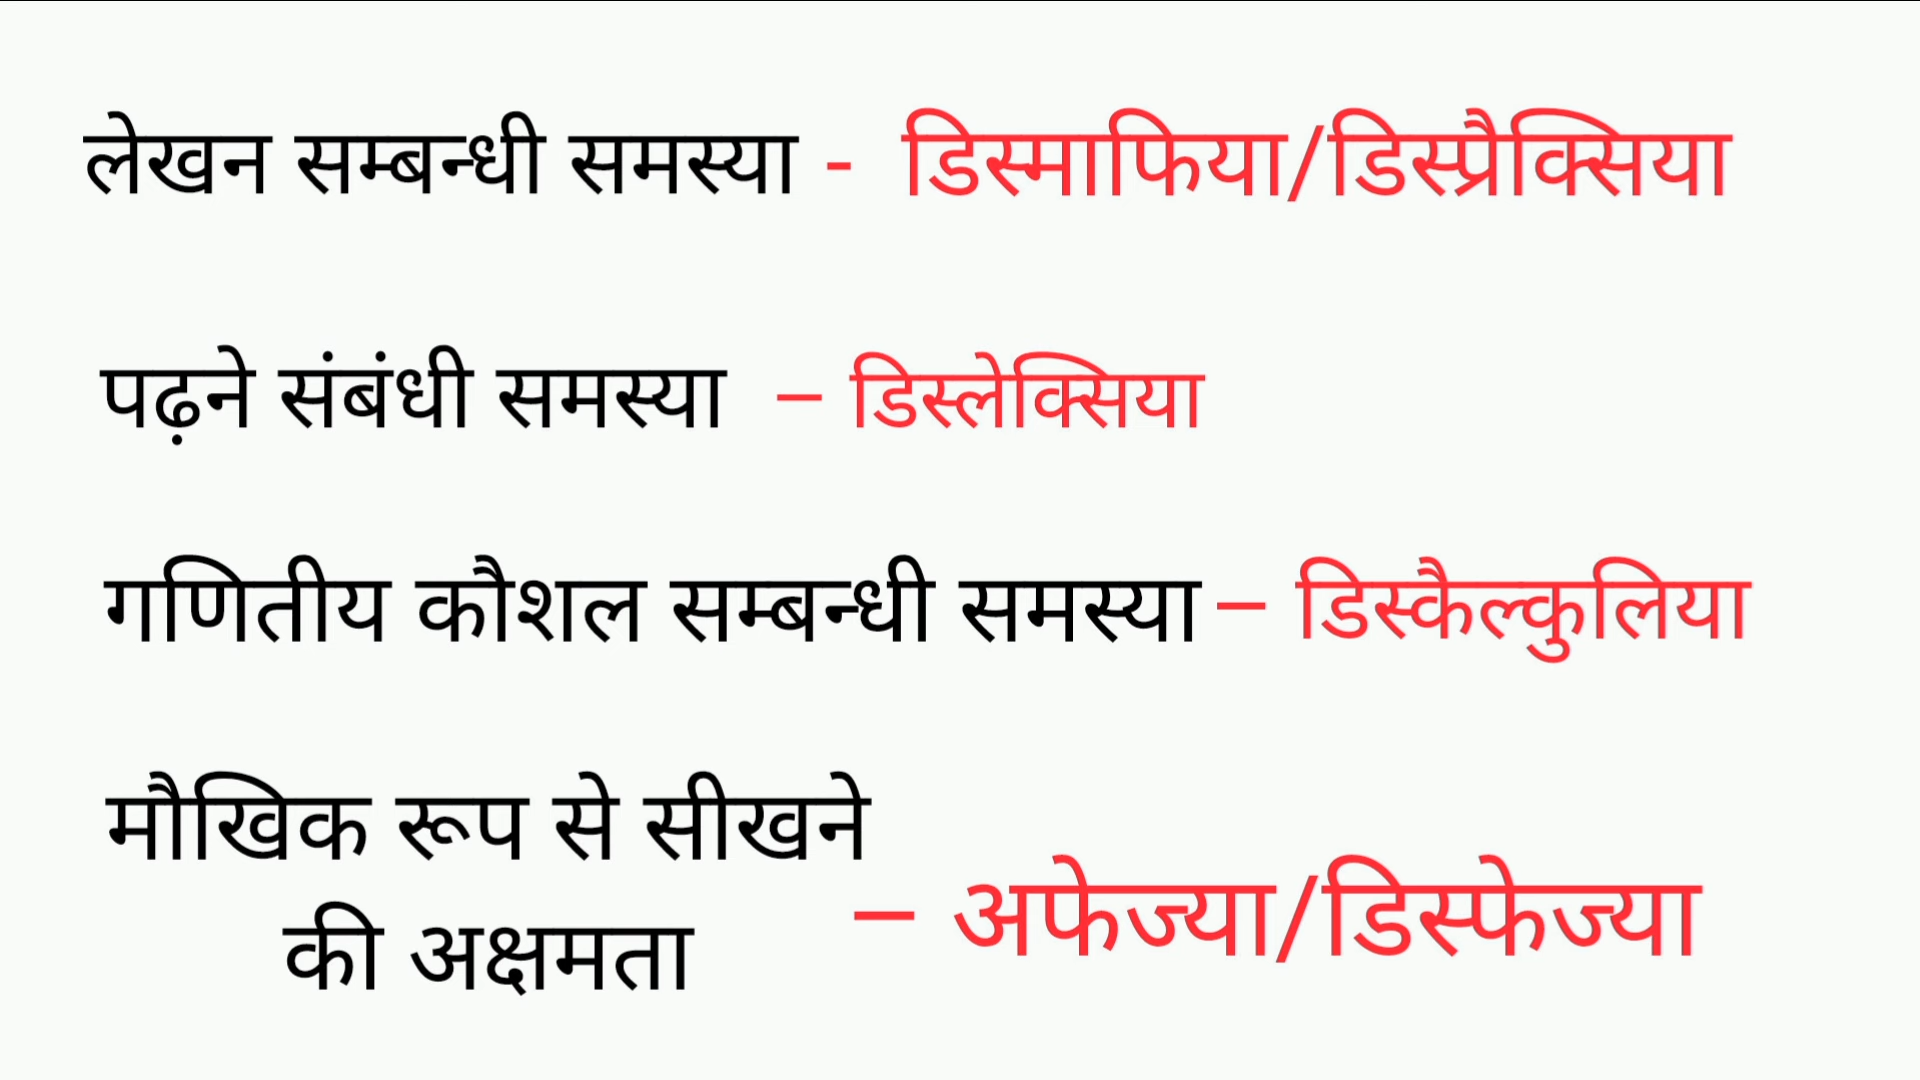 लेखन सम्बन्धी समस्या - डिस्माफिया/डिस्प्रैक्सिया
पढ़ने संबंधी समस्या – डिस्लेक्सिया
गणितीय कौशल सम्बन्धी समस्या – डिस्कैल्कुलिया
मौखिक रूप से सीखने
की अक्षमता – अफेज्या/डिस्फेज्या